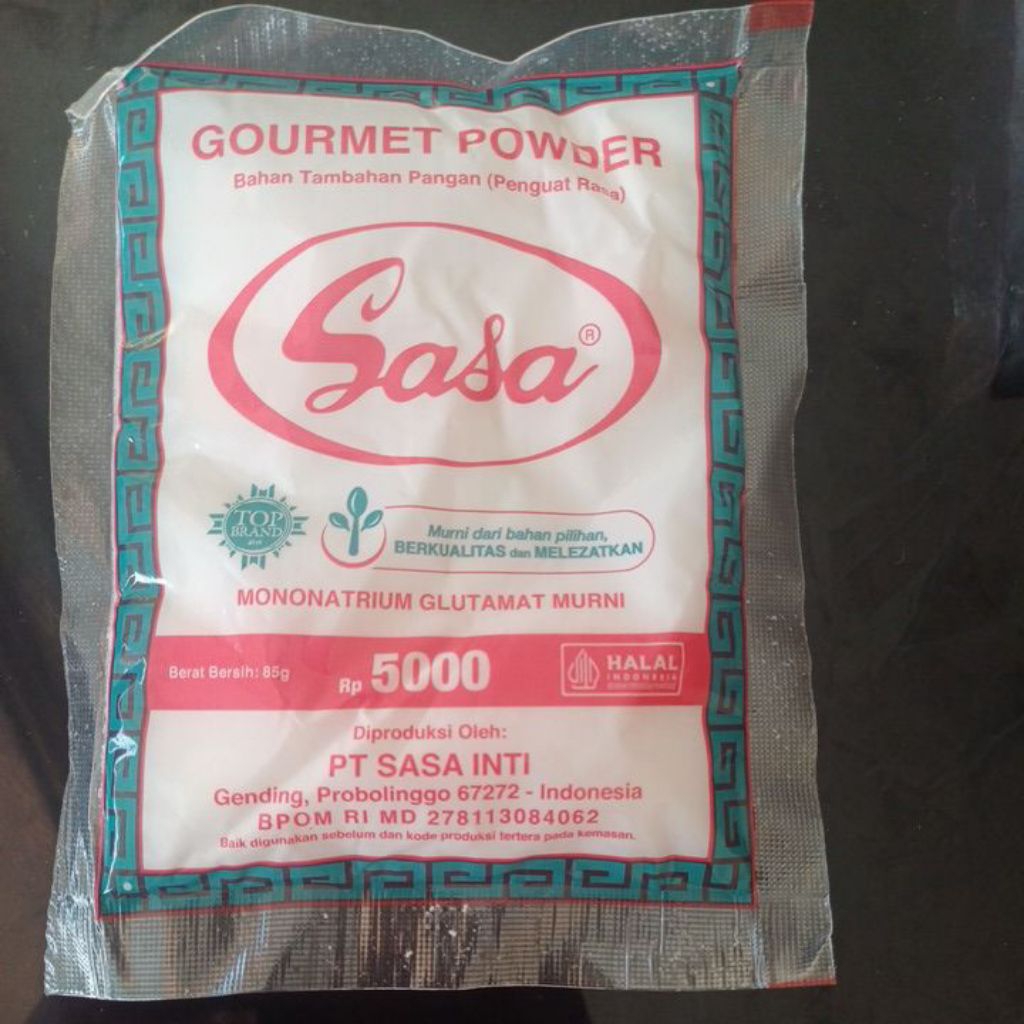 GOURMET POWDER
Bahan Tambahan Pangan (Penguat Rasa)
Sasa®
TOP
BRAND
Murni dari bahan pilihan,
BERKUALITAS dan MELEZATKAN
MONONATRIUM GLUTAMAT MURNI
Berat Bersih: 85g
Rp 5000
HALAL
INDONESIA
Diproduksi Oleh:
PT SASA INTI
Gending, Probolinggo 67272 - Indonesia
BPOM RI MD 278113084062
Baik digunakan sebelum dan kode produksi tertera pada kemasan.